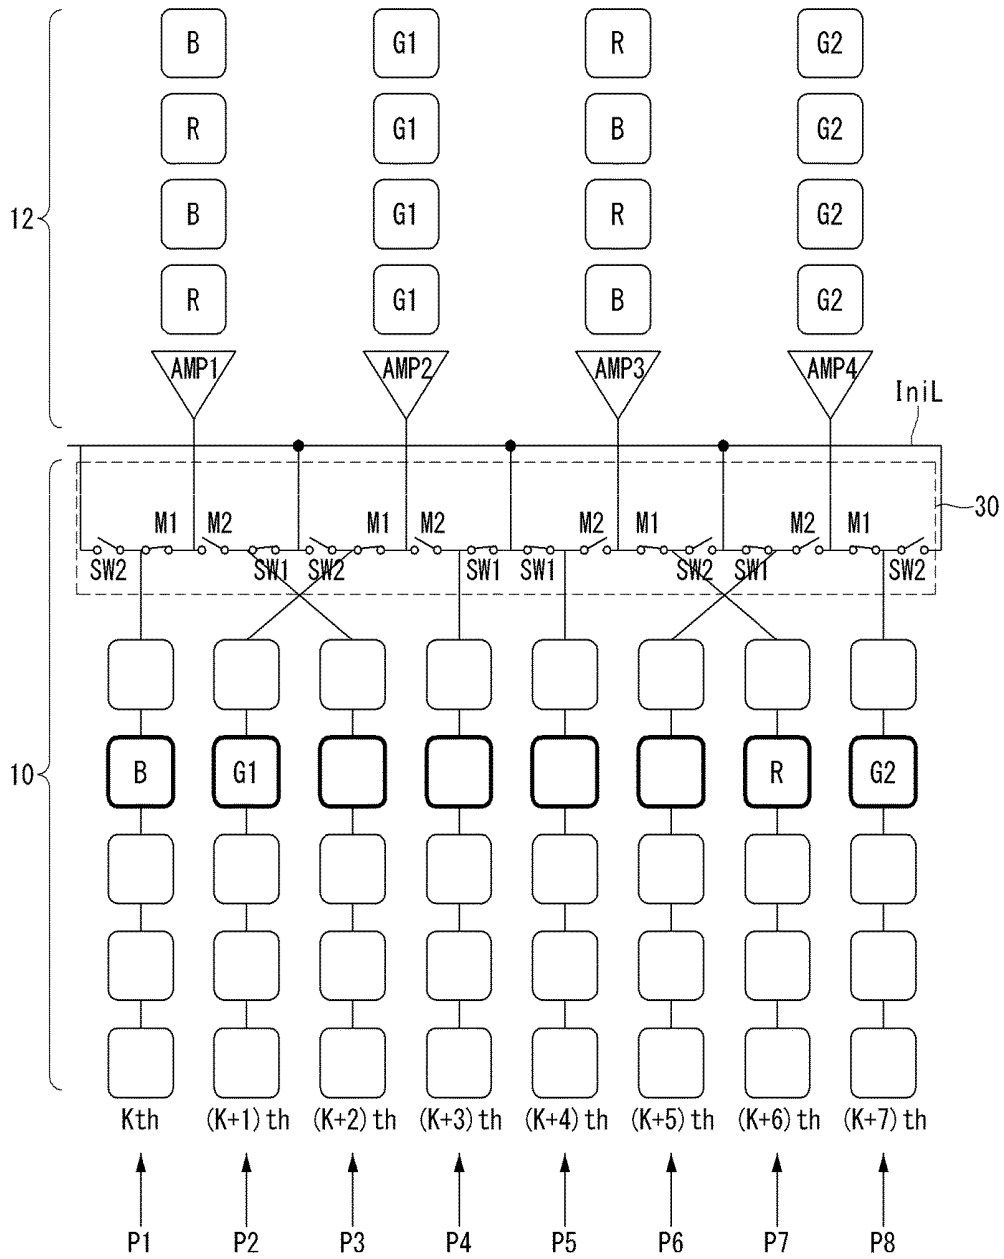 B G1 R G2
R G1 B G2
12
B G1 R G2
R G1 B G2
AMP1 AMP2 AMP3 AMP4
IniL
30
M1 M2 M1 M2 M2 M1 M2 M1
SW2 SW1 SW2 SW1 SW1 SW2 SW1 SW2
10
B G1 R G2
Kth (K+1)th (K+2)th (K+3)th (K+4)th (K+5)th (K+6)th (K+7)th
P1 P2 P3 P4 P5 P6 P7 P8